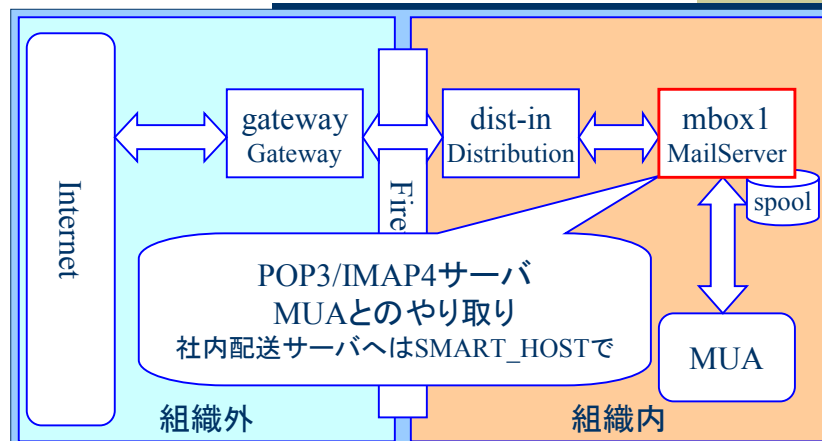 Internet
gateway
Gateway
Fire
dist-in
Distribution
mbox1
MailServer
spool
POP3/IMAP4サーバ
MUAとのやり取り
社内配送サーバへはSMART_HOSTで
MUA
組織外
組織内